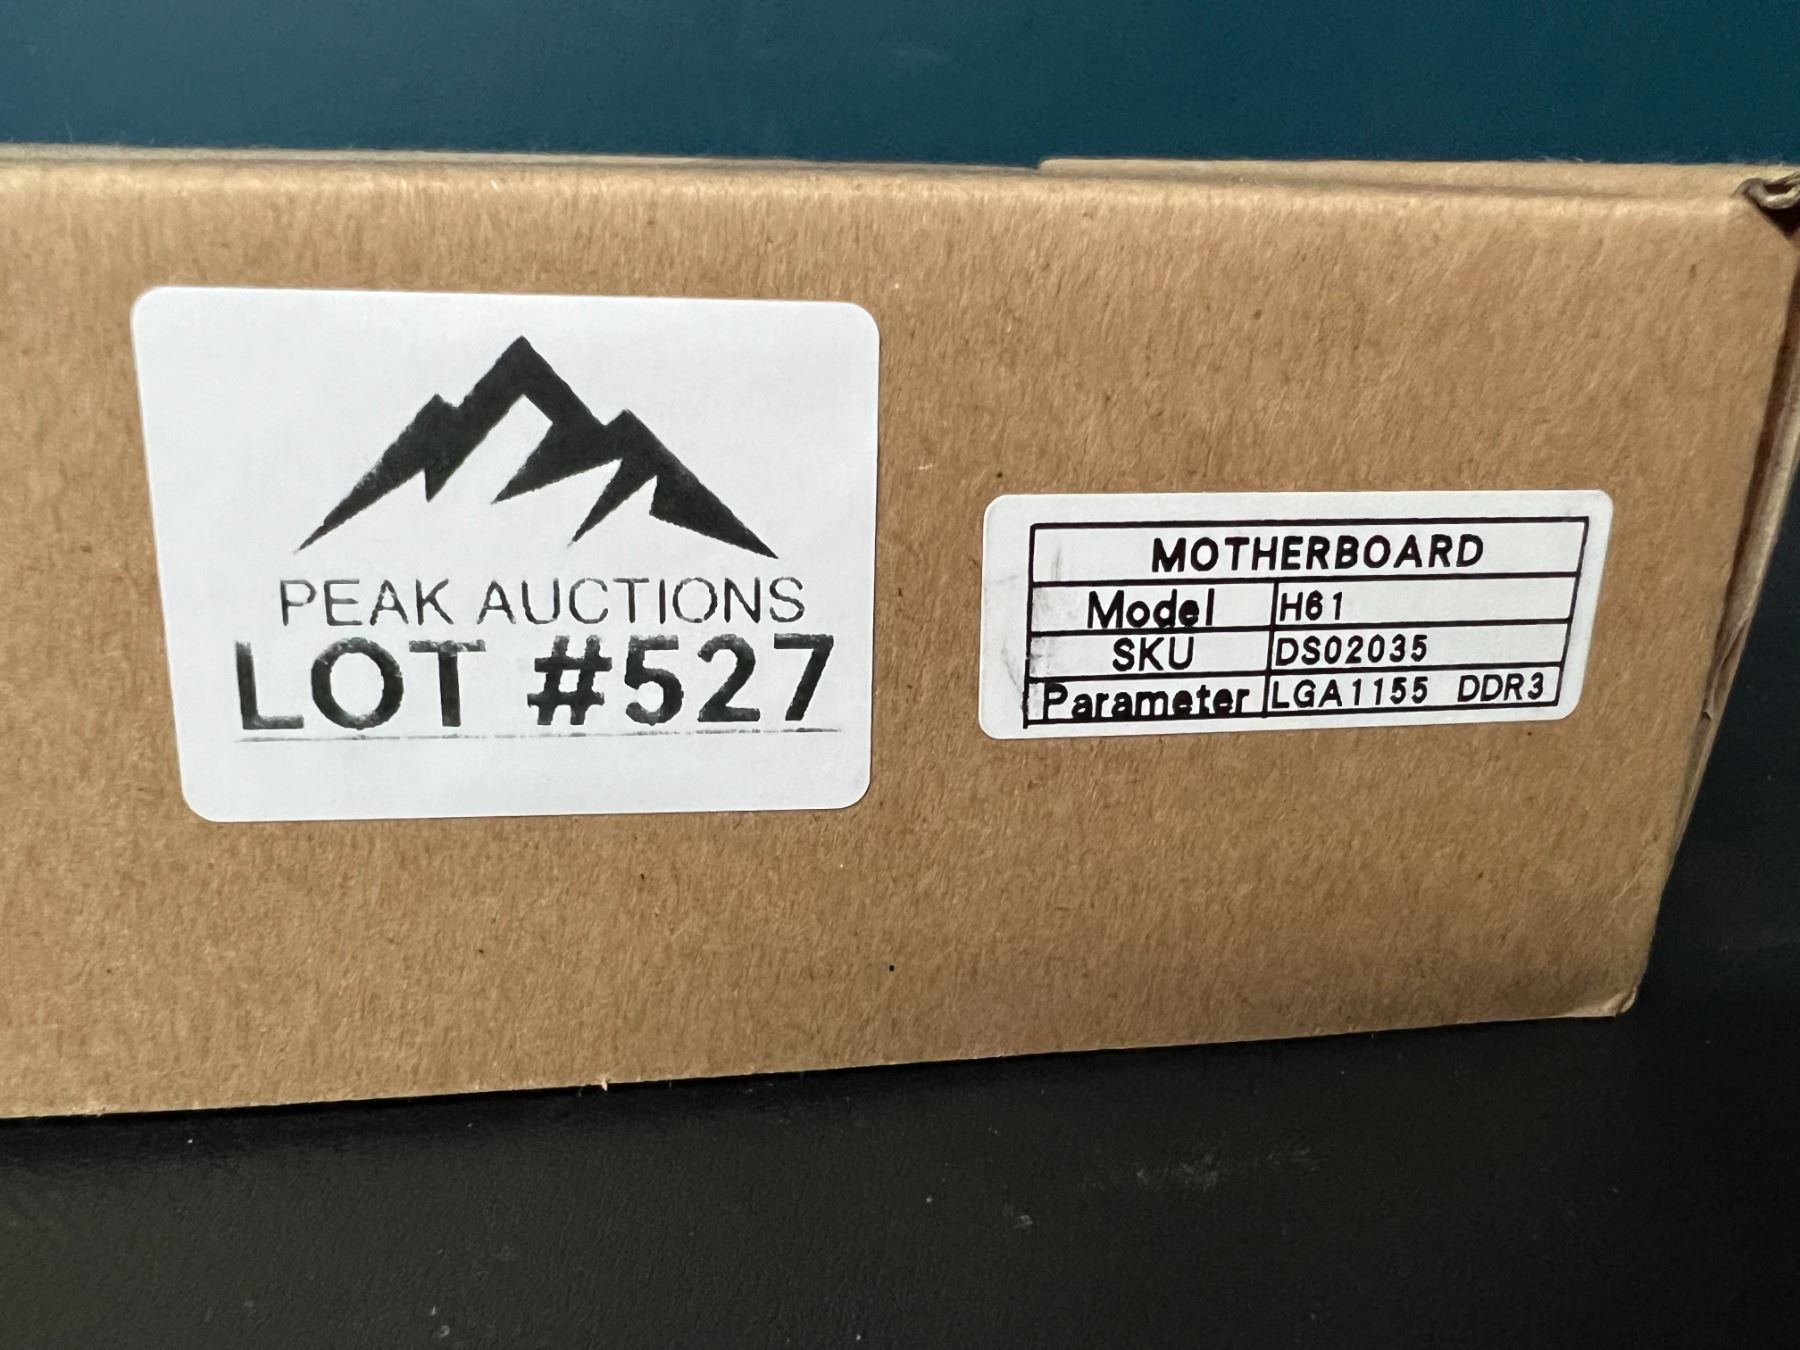 PEAK AUCTIONS
LOT #527
MOTHERBOARD
Model H61
SKU DS02035
Parameter LGA1155 DDR3